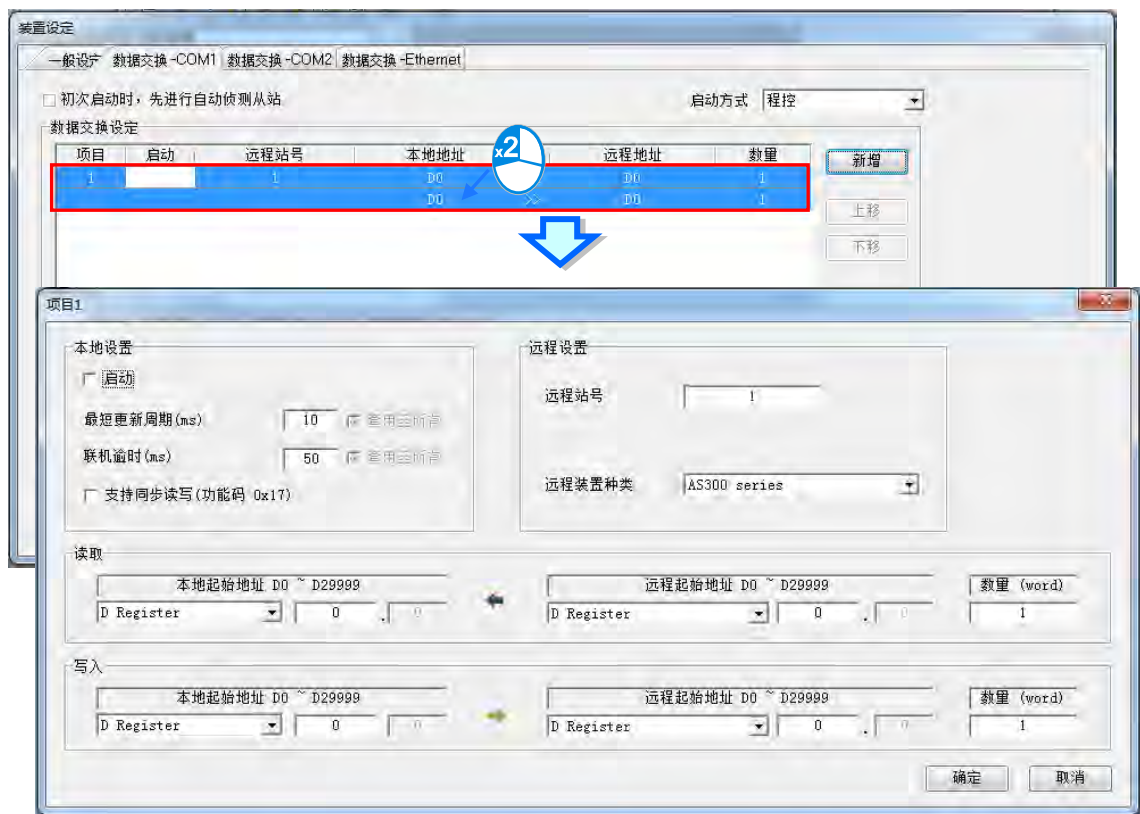 装置设定
一般设定 数据交换-COM1 数据交换-COM2 数据交换-Ethernet
初次启动时，先进行自动侦测从站 启动方式 程控
数据交换设定
项目 启动 远程站号 本地地址 远程地址 数量 新增
x2
1 1 D0 D0 1
D0 D0 1
上移
下移
项目1
本地设置 远程设置
启动
远程站号 1
最短更新周期(ms) 10
联机逾时(ms) 50
远程装置种类 AS300 series
支持同步读写(功能码 0x17)
读取
本地起始地址 D0 ~ D29999 远程起始地址 D0 ~ D29999 数量 (word)
D Register 0 . 0 D Register 0 . 0 1
写入
本地起始地址 D0 ~ D29999 远程起始地址 D0 ~ D29999 数量 (word)
D Register 0 0 D Register 0 . 0 1
确定 取消